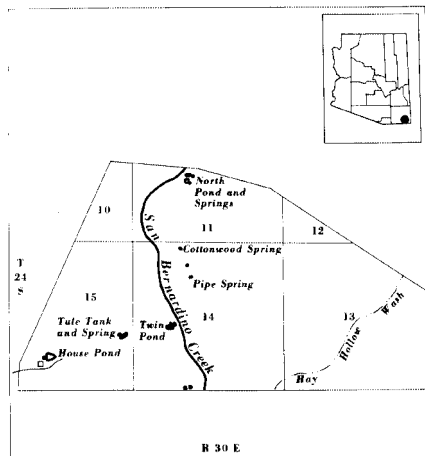 North
Pond and
Springs
10
11
12
San
Bernardino
Creek
Cottonwood Spring
T
24
S
Pipe Spring
15
14
13
Wash
Hollow
Hay
Tule Tank
and Spring
Twin
Pond
House Pond
R 30 E